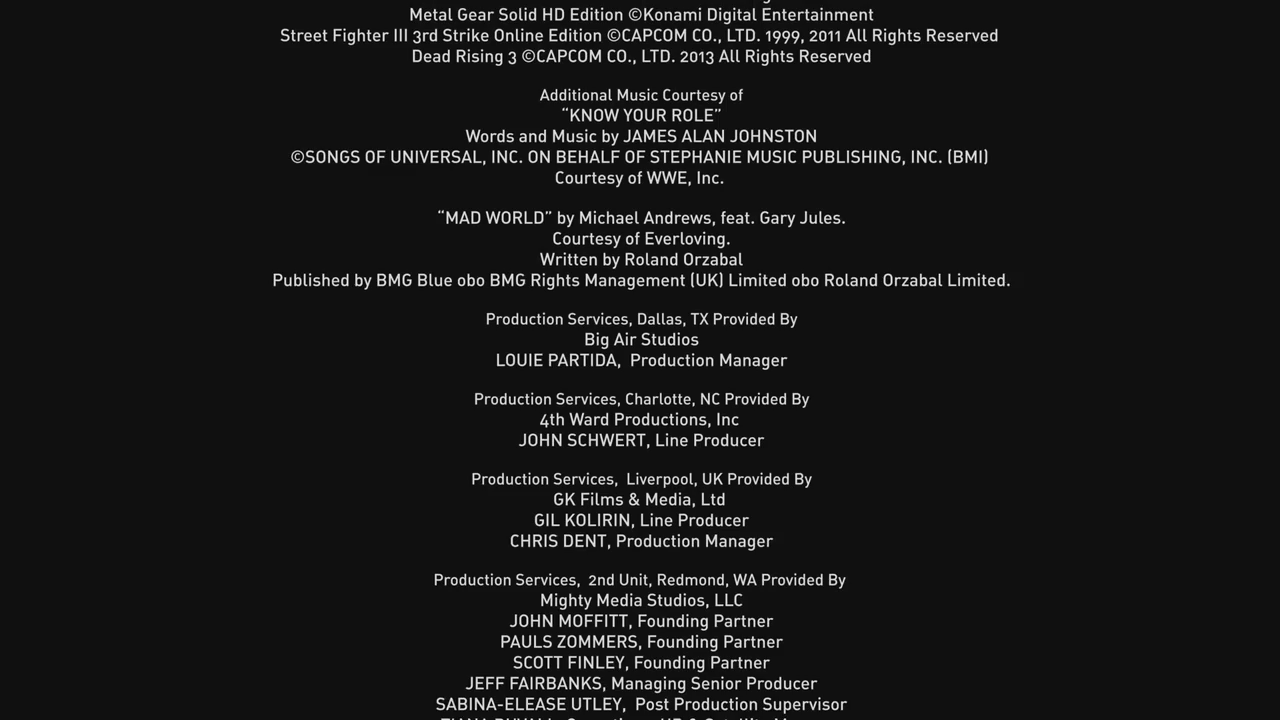 Metal Gear Solid HD Edition ©Konami Digital Entertainment
Street Fighter III 3rd Strike Online Edition ©CAPCOM CO., LTD. 1999, 2011 All Rights Reserved
Dead Rising 3 ©CAPCOM CO., LTD. 2013 All Rights Reserved
Additional Music Courtesy of
“KNOW YOUR ROLE”
Words and Music by JAMES ALAN JOHNSTON
©SONGS OF UNIVERSAL, INC. ON BEHALF OF STEPHANIE MUSIC PUBLISHING, INC. (BMI)
Courtesy of WWE, Inc.
“MAD WORLD” by Michael Andrews, feat. Gary Jules.
Courtesy of Everloving.
Written by Roland Orzabal
Published by BMG Blue obo BMG Rights Management (UK) Limited obo Roland Orzabal Limited.
Production Services, Dallas, TX Provided By
Big Air Studios
LOUIE PARTIDA,  Production Manager
Production Services, Charlotte, NC Provided By
4th Ward Productions, Inc
JOHN SCHWERT, Line Producer
Production Services,  Liverpool, UK Provided By
GK Films & Media, Ltd
GIL KOLIRIN, Line Producer
CHRIS DENT, Production Manager
Production Services,  2nd Unit, Redmond, WA Provided By
Mighty Media Studios, LLC
JOHN MOFFITT, Founding Partner
PAULS ZOMMERS, Founding Partner
SCOTT FINLEY, Founding Partner
JEFF FAIRBANKS, Managing Senior Producer
SABINA-ELEASE UTLEY,  Post Production Supervisor